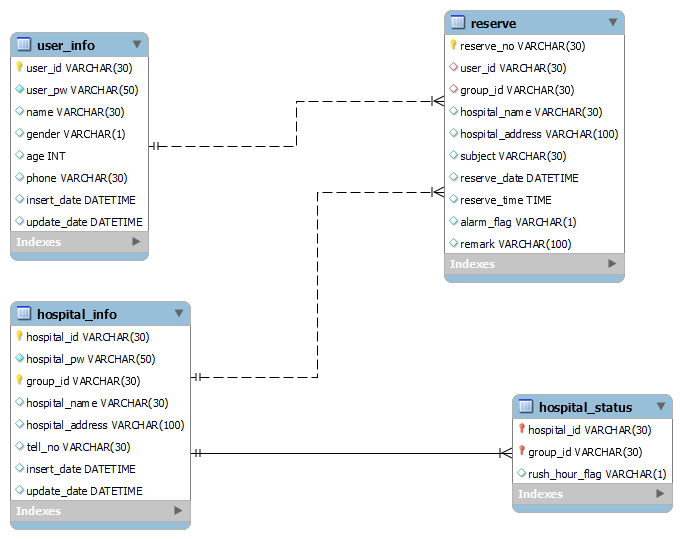 user_info
user_id VARCHAR(30)
user_pw VARCHAR(50)
name VARCHAR(30)
gender VARCHAR(1)
age INT
phone VARCHAR(30)
insert_date DATETIME
update_date DATETIME
Indexes
reserve
reserve_no VARCHAR(30)
user_id VARCHAR(30)
group_id VARCHAR(30)
hospital_name VARCHAR(30)
hospital_address VARCHAR(100)
subject VARCHAR(30)
reserve_date DATETIME
reserve_time TIME
alarm_flag VARCHAR(1)
remark VARCHAR(100)
Indexes
hospital_info
hospital_id VARCHAR(30)
hospital_pw VARCHAR(50)
group_id VARCHAR(30)
hospital_name VARCHAR(30)
hospital_address VARCHAR(100)
tell_no VARCHAR(30)
insert_date DATETIME
update_date DATETIME
Indexes
hospital_status
hospital_id VARCHAR(30)
group_id VARCHAR(30)
rush_hour_flag VARCHAR(1)
Indexes